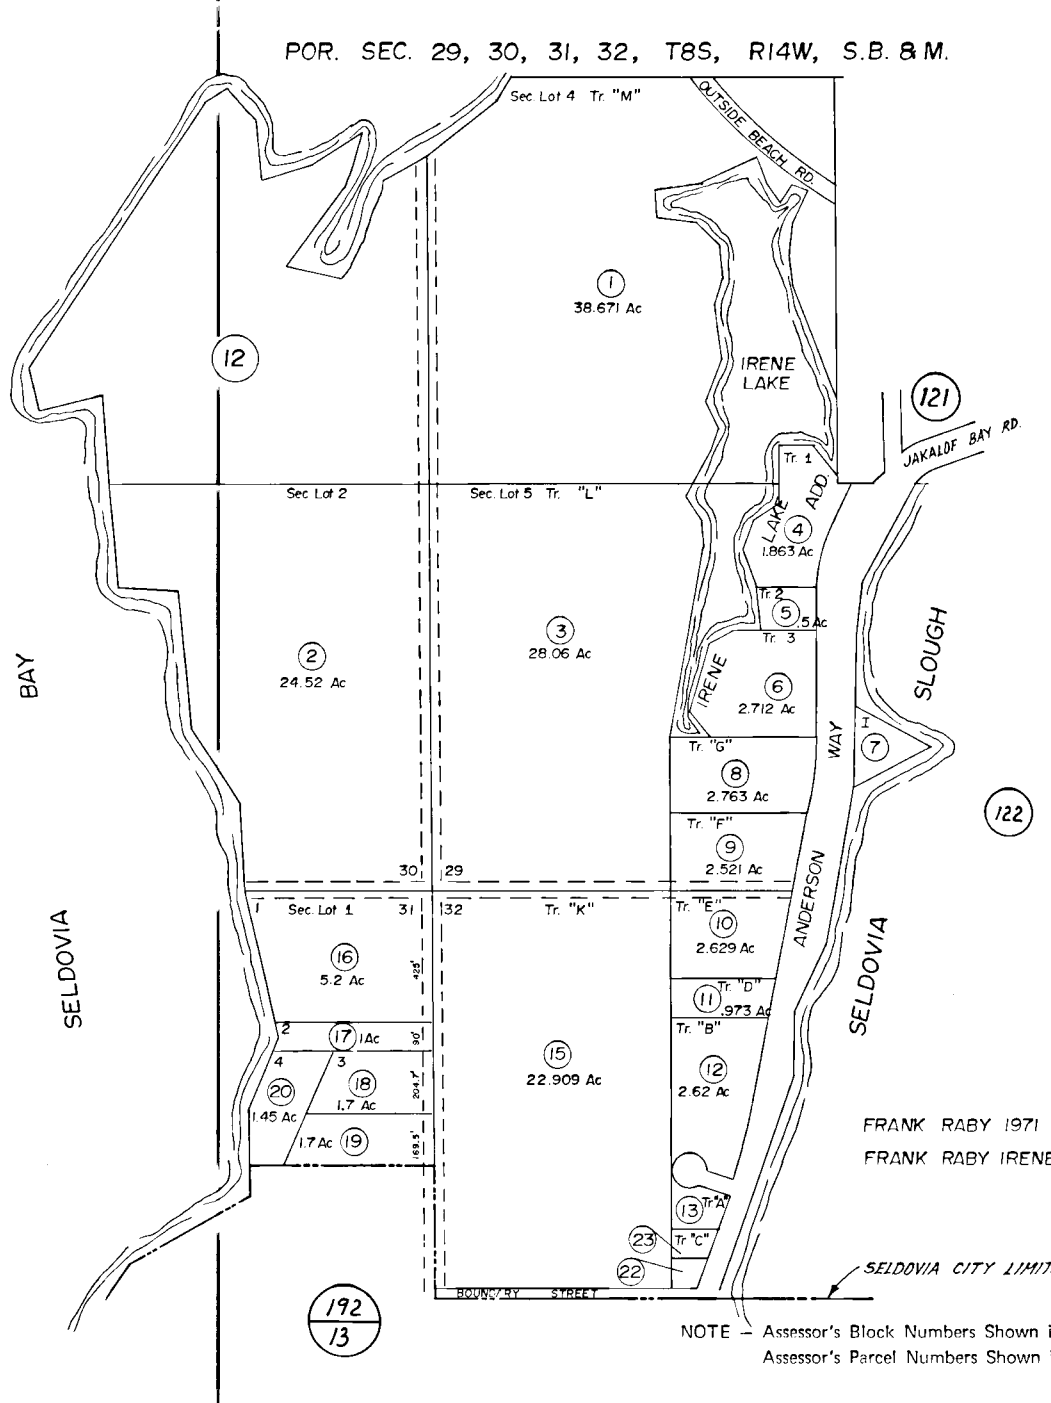 POR. SEC. 29, 30, 31, 32, T8S, R14W, S.B. & M.
Sec. Lot 4 Tr. "M"
OUTSIDE BEACH RD.
1
38.671 Ac
12
IRENE
LAKE
121
JAKALOF BAY RD.
Tr. 1
Sec. Lot 2
Sec. Lot 5 Tr. "L"
LAKE ADD.
4
1.863 Ac
Tr. 2
5
.5 Ac
Tr. 3
3
28.06 Ac
2
24.52 Ac
BAY
SLOUGH
IRENE
6
2.712 Ac
WAY
I
7
Tr. "G"
8
2.763 Ac
122
Tr. "F"
9
2.521 Ac
30 29
31 32
1
Sec. Lot 1
Tr. "K"
Tr. "E"
ANDERSON
10
2.629 Ac
SELDOVIA
SELDOVIA
16
5.2 Ac
425'
Tr. "D"
11
.973 Ac
2
17 1Ac
90'
Tr. "B"
12
2.62 Ac
15
22.909 Ac
4
3
20
1.45 Ac
18
1.7 Ac
204.7'
1.7 Ac 19
169.5'
FRANK RABY 1971
FRANK RABY IRENE
13 Tr "A"
23 Tr "C"
22
SELDOVIA CITY LIMIT
BOUNDRY STREET
192
13
NOTE – Assessor's Block Numbers Shown i
Assessor's Parcel Numbers Shown